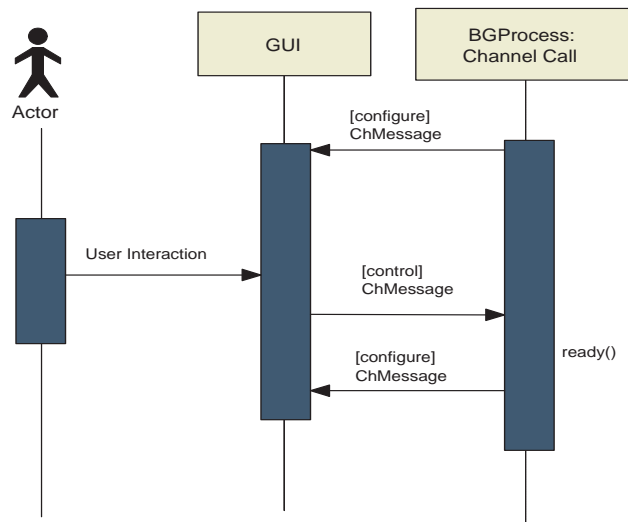 GUI
BGProcess:
Channel Call
Actor
[configure]
ChMessage
User Interaction
[control]
ChMessage
[configure]
ChMessage
ready()